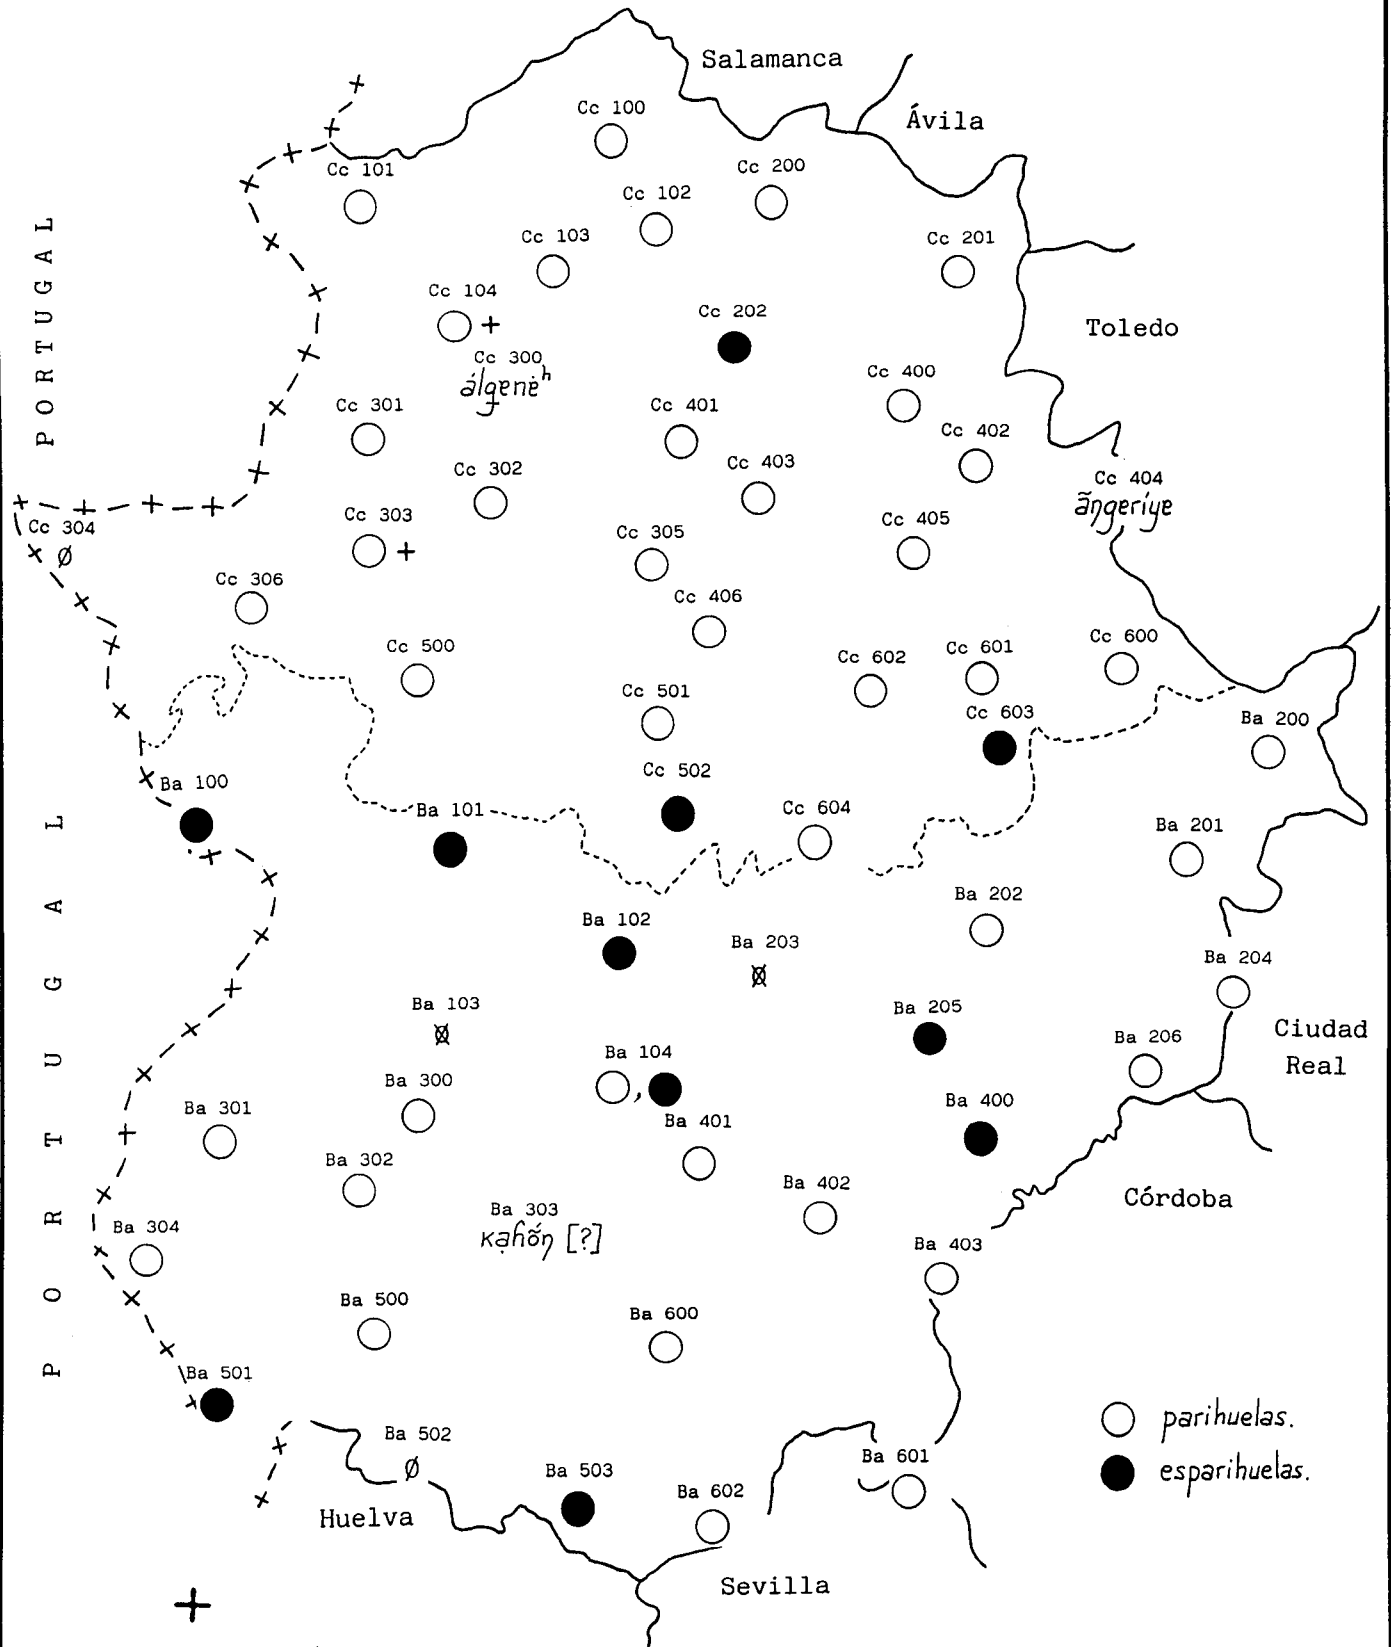 Salamanca
Cc 100
Ávila
Cc 101
Cc 200
Cc 102
Cc 103
Cc 201
PORTUGAL
Cc 104
+
Cc 202
Toledo
Cc 300
Cc 400
Cc 301
Cc 401
Cc 402
Cc 302
Cc 403
Cc 404
Cc 303
+
Cc 304
Ø
Cc 305
Cc 405
Cc 306
Cc 406
Cc 500
Cc 602
Cc 601
Cc 600
Cc 501
Cc 603
Ba 200
Cc 502
Ba 100
Ba 101
Cc 604
Ba 201
PORTUGAL
Ba 102
Ba 202
Ba 203
Ba 204
Ba 103
Ba 205
Ciudad
Real
Ba 104
,
Ba 206
Ba 300
Ba 301
Ba 401
Ba 400
Ba 302
Ba 402
Córdoba
Ba 303
[?]
Ba 304
Ba 403
Ba 500
Ba 600
Ba 501
parihuelas.
Ba 502
Ø
esparihuelas.
Ba 503
Ba 601
Ba 602
Huelva
Sevilla
+